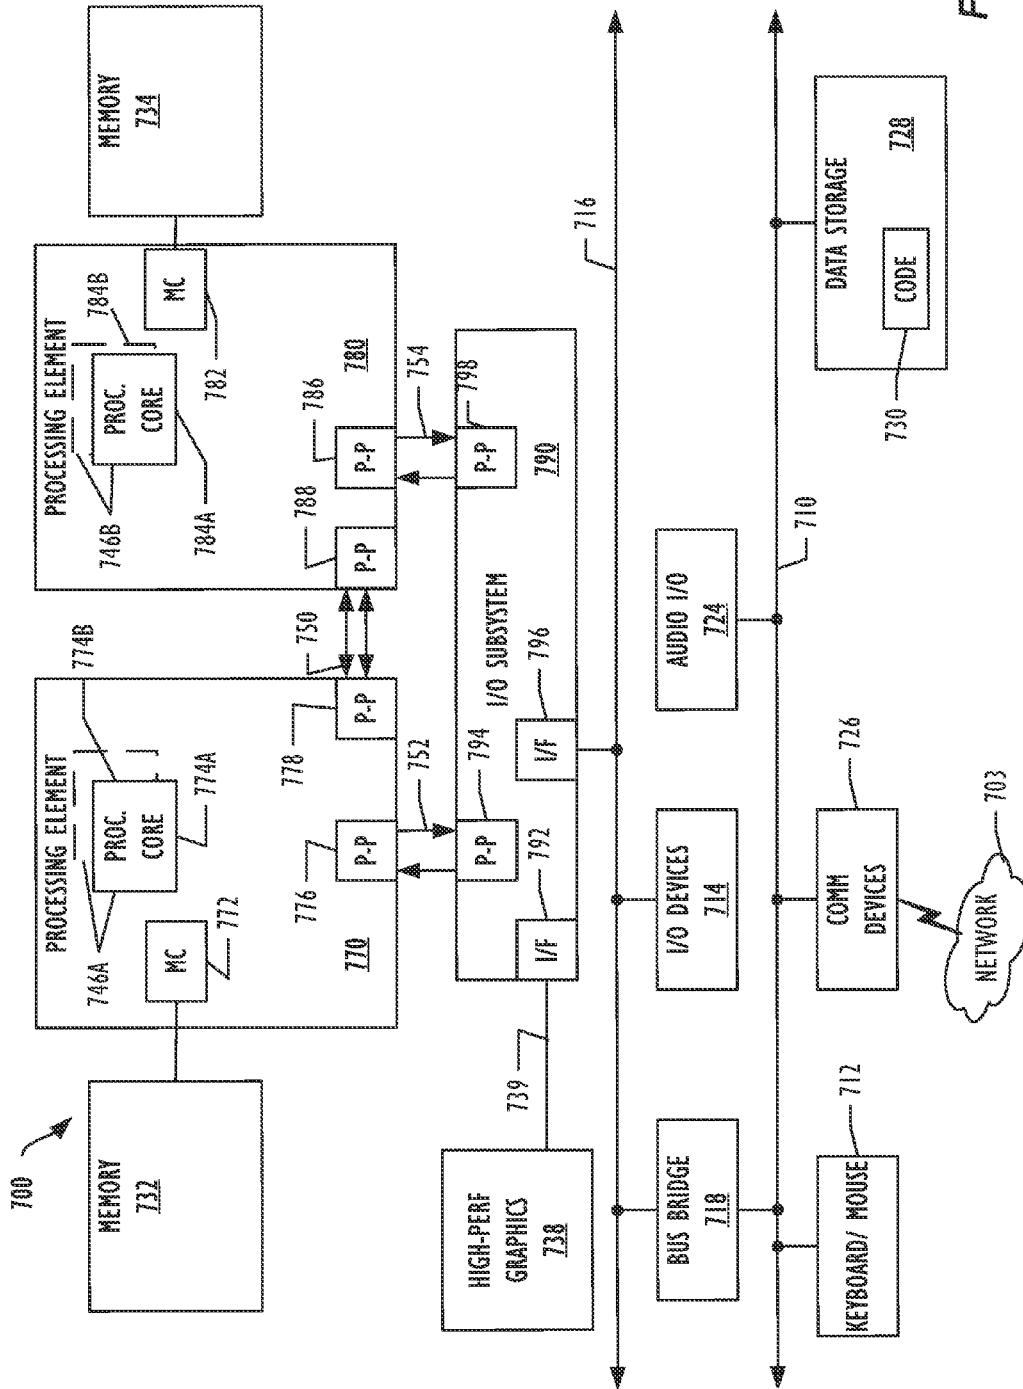 700
MEMORY
732
PROCESSING ELEMENT
746A
PROC.
CORE
774A
774B
MC
772
770
776
P-P
778
P-P
750
PROCESSING ELEMENT
746B
PROC.
CORE
784A
784B
MC
782
780
788
P-P
786
P-P
MEMORY
734
752
754
HIGH-PERF
GRAPHICS
738
739
I/O SUBSYSTEM
790
P-P
794
P-P
798
I/F
792
I/F
796
716
BUS BRIDGE
718
I/O DEVICES
714
AUDIO I/O
724
710
KEYBOARD/ MOUSE
712
COMM
DEVICES
726
NETWORK
703
DATA STORAGE
728
CODE
730
F